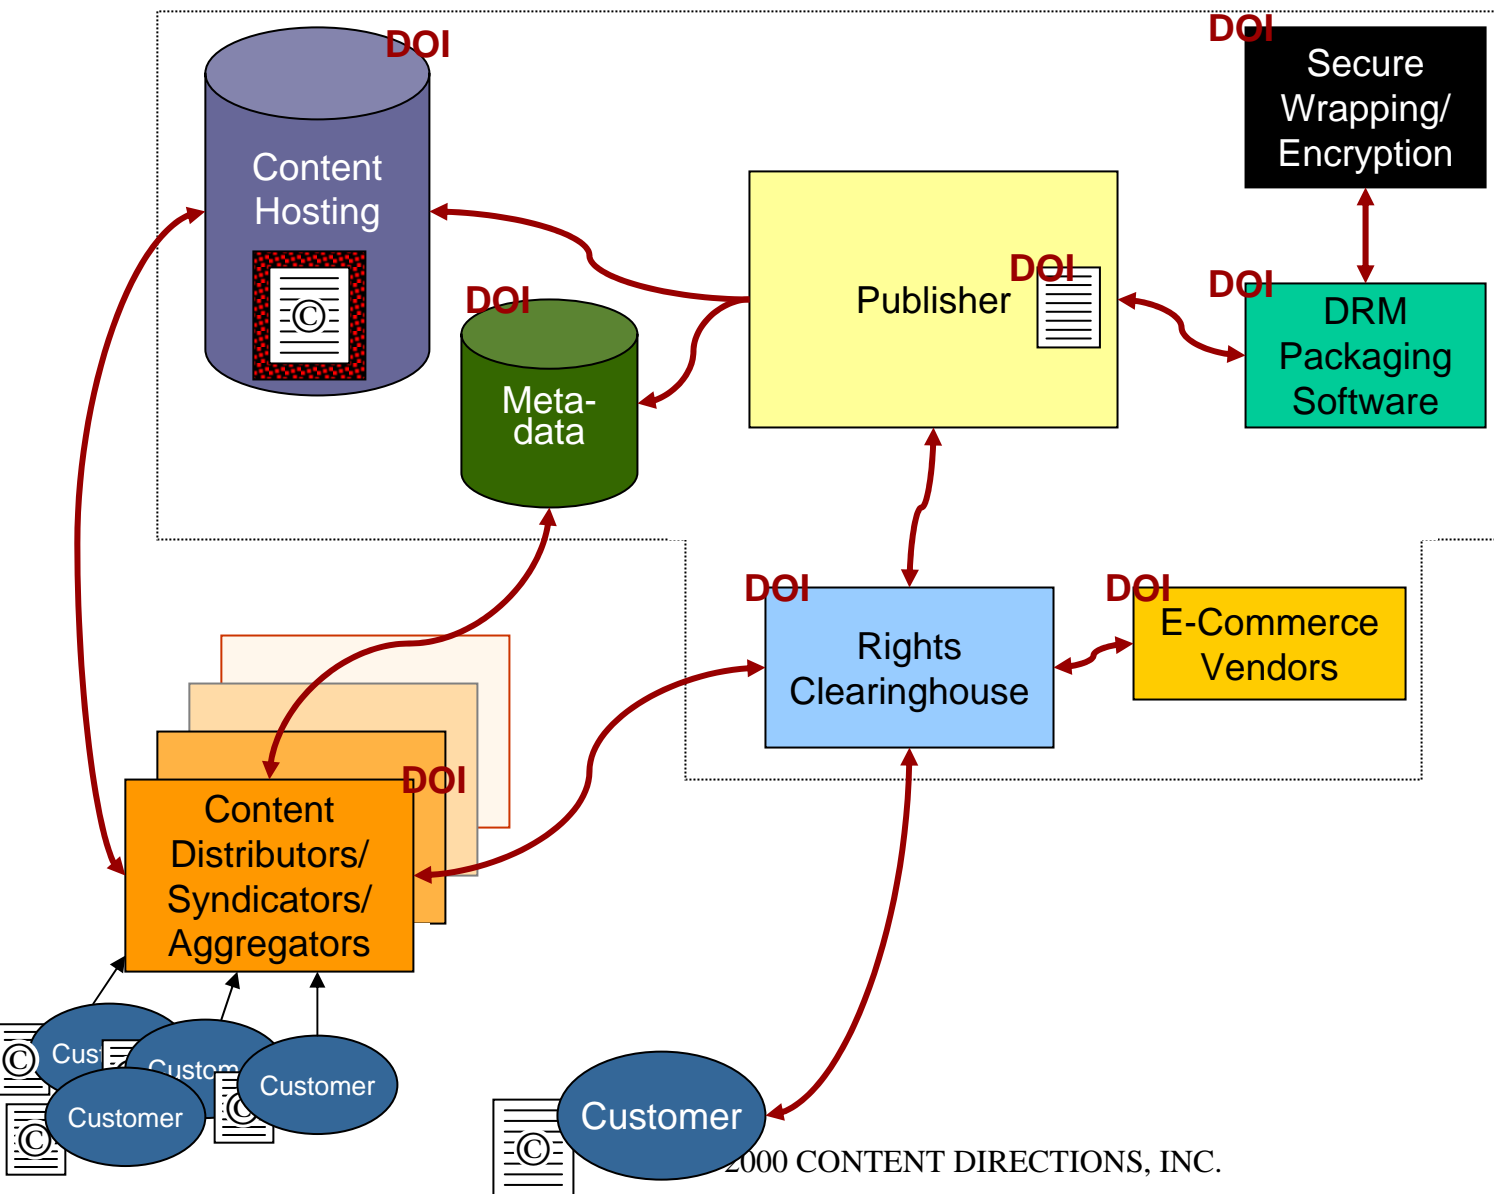 DOI
DOI
Secure
Wrapping/
Encryption
Content
Hosting
©
DOI
Publisher
DOI
DOI
DRM
Packaging
Software
Meta-
data
DOI
Rights
Clearinghouse
DOI
E-Commerce
Vendors
DOI
Content
Distributors/
Syndicators/
Aggregators
©
Customer
©
Customer
©
Customer
©
2000 CONTENT DIRECTIONS, INC.